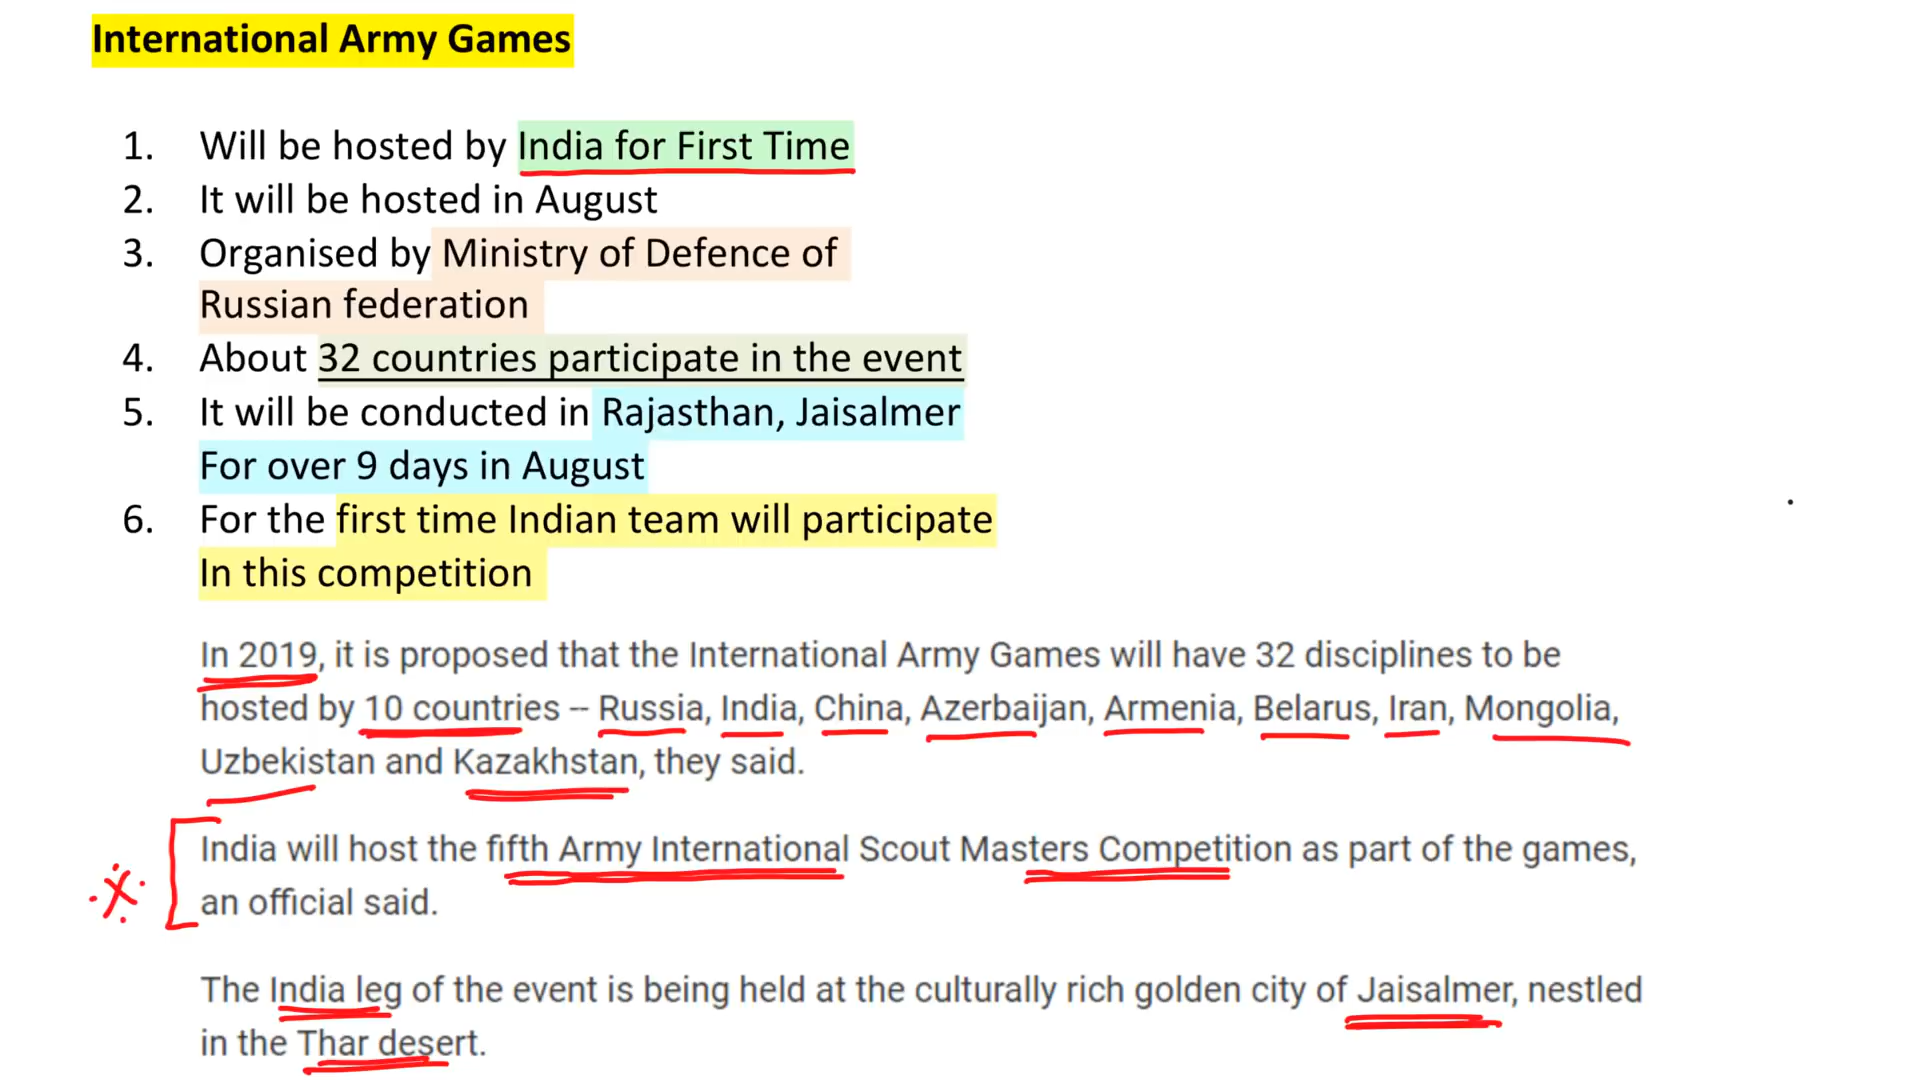 International Army Games
1. Will be hosted by India for First Time
2. It will be hosted in August
3. Organised by Ministry of Defence of
Russian federation
4. About 32 countries participate in the event
5. It will be conducted in Rajasthan, Jaisalmer
For over 9 days in August
6. For the first time Indian team will participate
In this competition
In 2019, it is proposed that the International Army Games will have 32 disciplines to be
hosted by 10 countries -- Russia, India, China, Azerbaijan, Armenia, Belarus, Iran, Mongolia,
Uzbekistan and Kazakhstan, they said.
India will host the fifth Army International Scout Masters Competition as part of the games,
an official said.
The India leg of the event is being held at the culturally rich golden city of Jaisalmer, nestled
in the Thar desert.